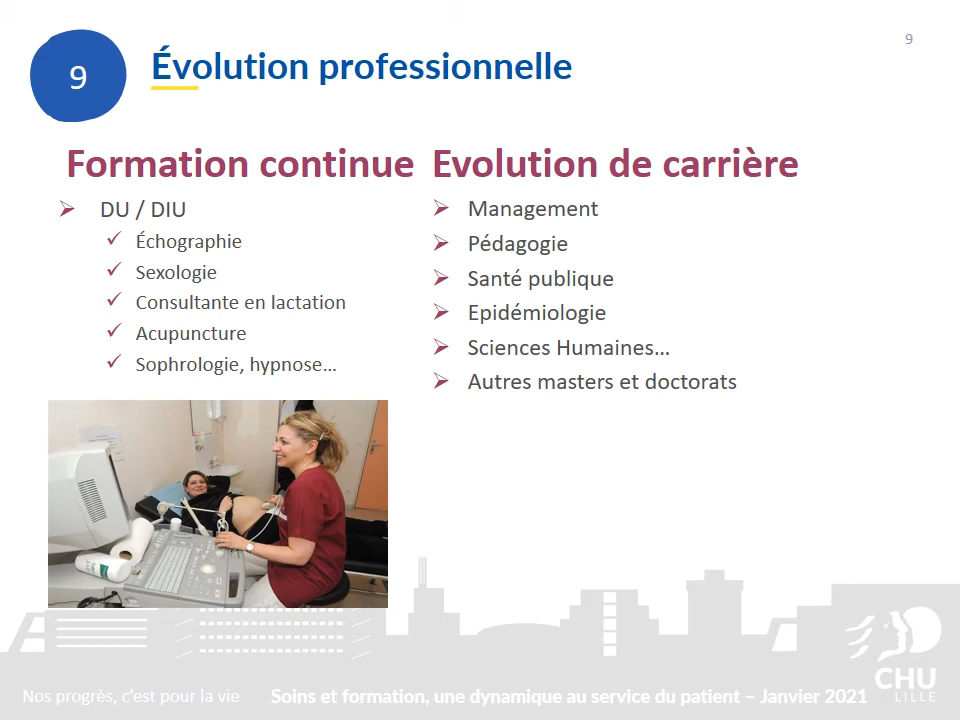 9
9
Évolution professionnelle
Formation continue
DU / DIU
Échographie
Sexologie
Consultante en lactation
Acupuncture
Sophrologie, hypnose…
Evolution de carrière
Management
Pédagogie
Santé publique
Epidémiologie
Sciences Humaines…
Autres masters et doctorats
Nos progrès, c'est pour la vie
Soins et formation, une dynamique au service du patient – Janvier 2021
CHU
LILLE